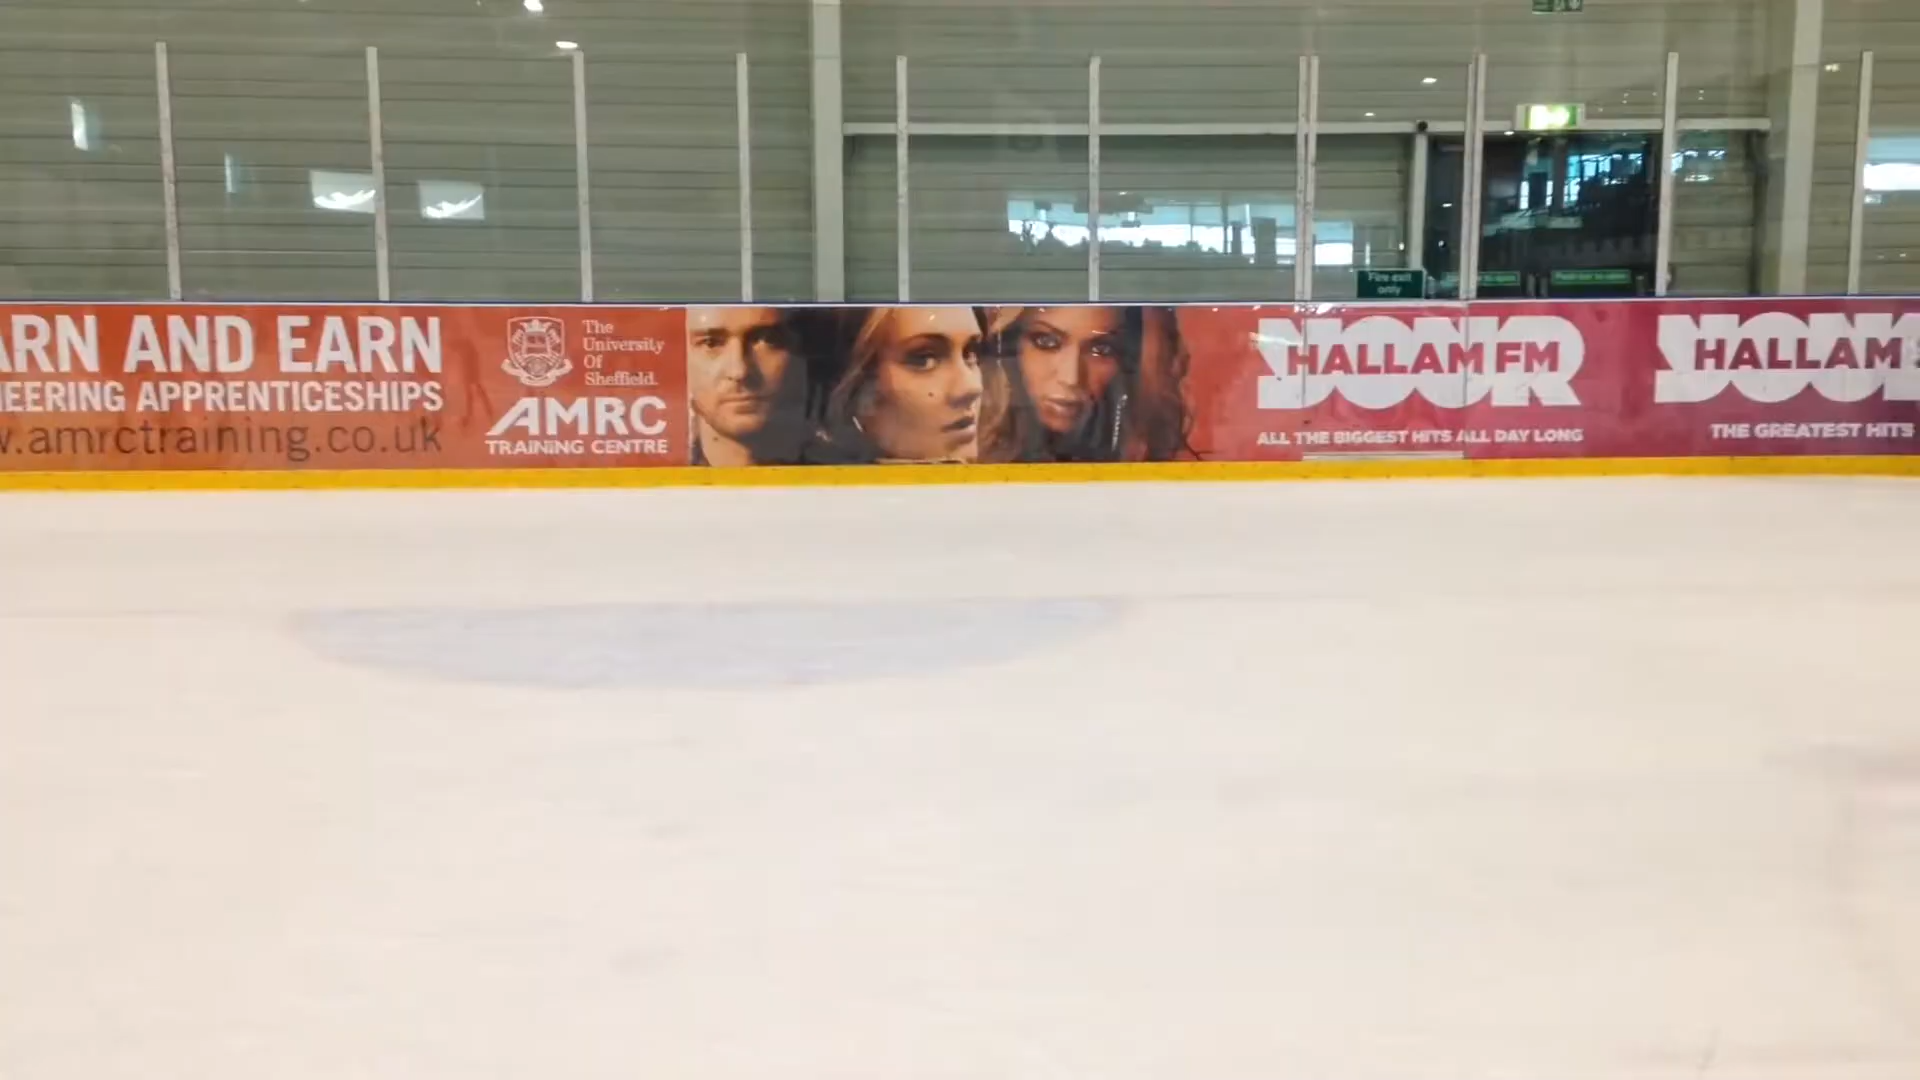 ARN AND EARN
NEERING APPRENTICESHIPS
.amrctraining.co.uk
The
University
Of
Sheffield.
AMRC
TRAINING CENTRE
HALLAM FM
ALL THE BIGGEST HITS ALL DAY LONG
HALLAM
THE GREATEST HITS
Fire exit
only